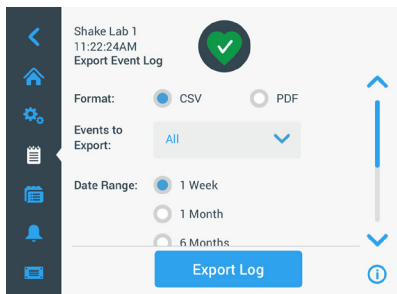 Shake Lab 1
11:22:24AM
Export Event Log
Format: CSV PDF
Events to
Export: All
Date Range: 1 Week
1 Month
6 Months
Export Log